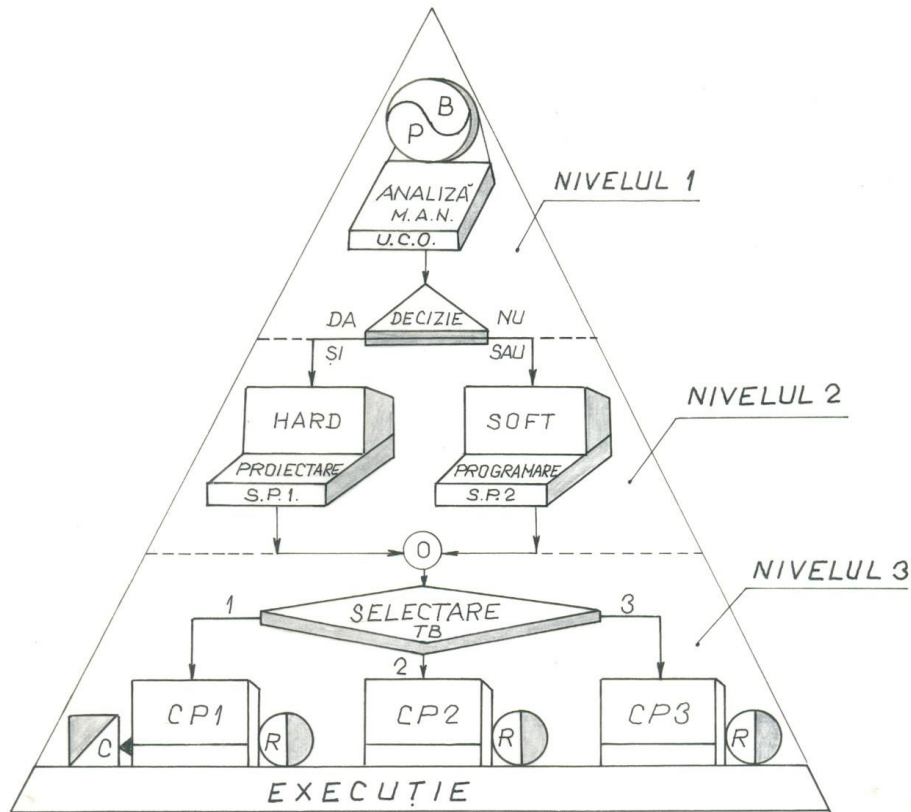 B
P
ANALIZĂ
M.A.N.
U.C.O.
NIVELUL 1
DA DECIZIE NU
ȘI SAU
HARD SOFT
NIVELUL 2
PROIECTARE PROGRAMARE
S.P.1. S.P.2
O
NIVELUL 3
1 SELECTARE 3
TB
2
CP1 CP2 CP3
C R R R
EXECUȚIE